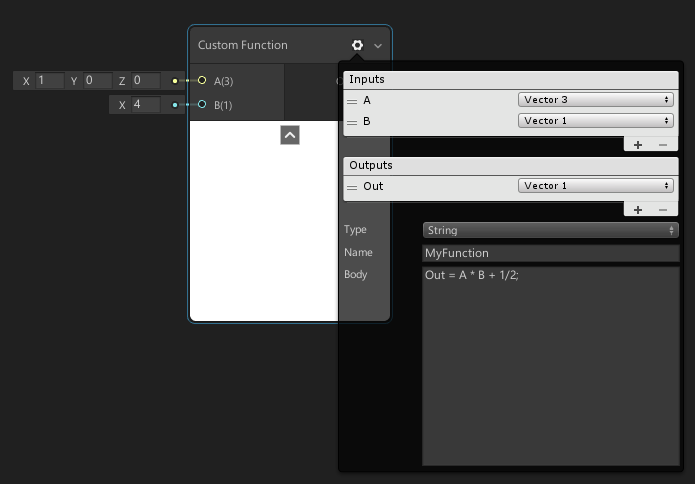 Custom Function
X 1 Y 0 Z 0
A(3)
X 4
B(1)
Inputs
A Vector 3
B Vector 1
+ −
Outputs
Out Vector 1
+ −
Type String
Name MyFunction
Body Out = A * B + 1/2;